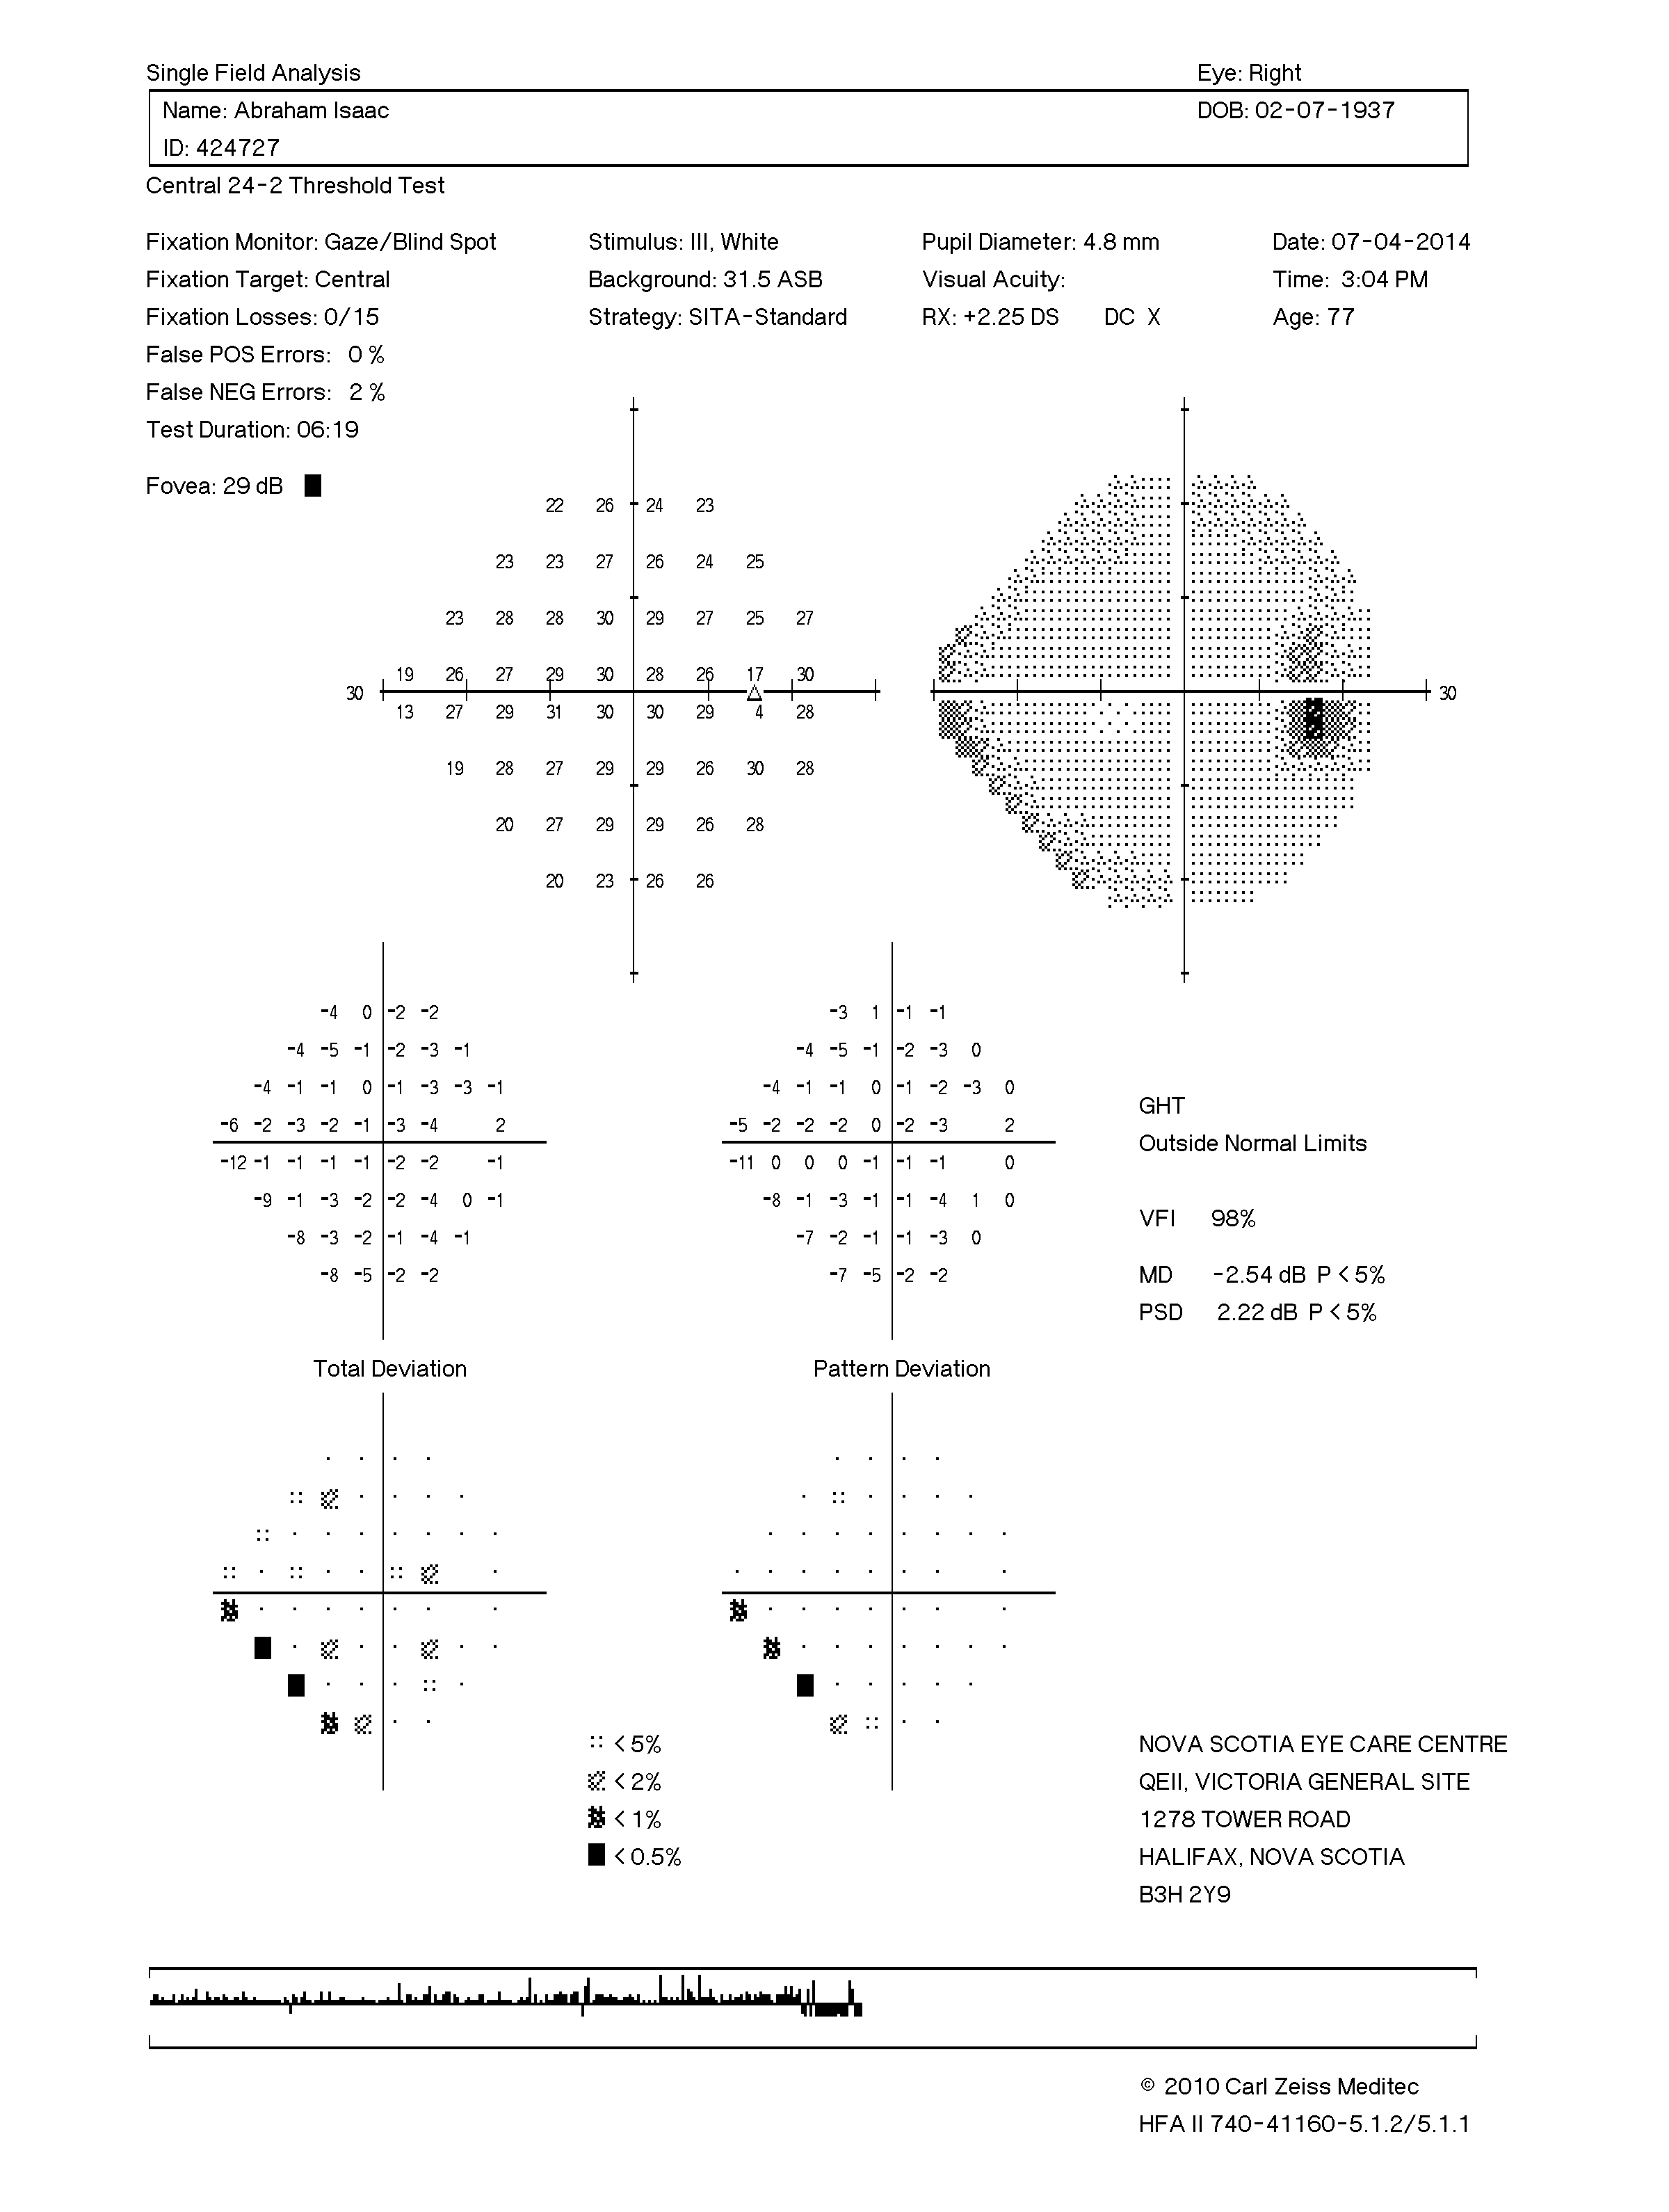 Single Field Analysis Eye: Right
Name: Abraham Isaac DOB: 02-07-1937
ID: 424727
Central 24-2 Threshold Test
Fixation Monitor: Gaze/Blind Spot Stimulus: III, White Pupil Diameter: 4.8 mm Date: 07-04-2014
Fixation Target: Central Background: 31.5 ASB Visual Acuity: Time: 3:04 PM
Fixation Losses: 0/15 Strategy: SITA-Standard RX: +2.25 DS DC X Age: 77
False POS Errors: 0 %
False NEG Errors: 2 %
Test Duration: 06:19
Fovea: 29 dB
22 26 24 23
23 23 27 26 24 25
23 28 28 30 29 27 25 27
19 26 27 29 30 28 26 17 30
30 30
13 27 29 31 30 30 29 4 28
19 28 27 29 29 26 30 28
20 27 29 29 26 28
20 23 26 26
-4 0 -2 -2 -3 1 -1 -1
-4 -5 -1 -2 -3 -1 -4 -5 -1 -2 -3 0
-4 -1 -1 0 -1 -3 -3 -1 -4 -1 -1 0 -1 -2 -3 0
-6 -2 -3 -2 -1 -3 -4 2 -5 -2 -2 -2 0 -2 -3 2
-12 -1 -1 -1 -1 -2 -2 -1 -11 0 0 0 -1 -1 -1 0
-9 -1 -3 -2 -2 -4 0 -1 -8 -1 -3 -1 -1 -4 1 0
-8 -3 -2 -1 -4 -1 -7 -2 -1 -1 -3 0
-8 -5 -2 -2 -7 -5 -2 -2
GHT
Outside Normal Limits
VFI 98%
MD -2.54 dB P < 5%
PSD 2.22 dB P < 5%
Total Deviation Pattern Deviation
:: < 5%
< 2%
< 1%
< 0.5%
NOVA SCOTIA EYE CARE CENTRE
QEII, VICTORIA GENERAL SITE
1278 TOWER ROAD
HALIFAX, NOVA SCOTIA
B3H 2Y9
© 2010 Carl Zeiss Meditec
HFA II 740-41160-5.1.2/5.1.1